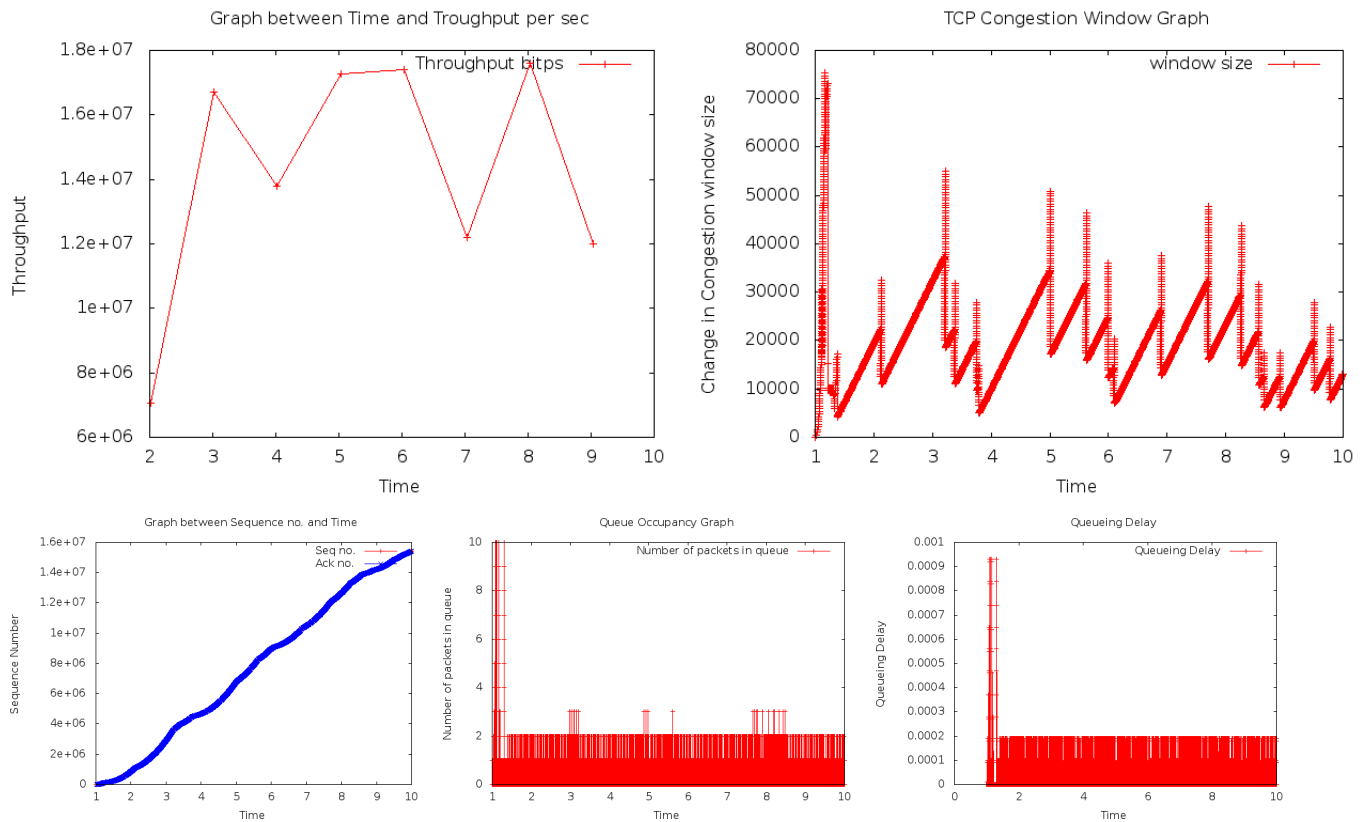 Graph between Time and Troughput per sec
Throughput bitps
Throughput
1.8e+07
1.6e+07
1.4e+07
1.2e+07
1e+07
8e+06
6e+06
2 3 4 5 6 7 8 9 10
Time
TCP Congestion Window Graph
window size
Change in Congestion window size
80000
70000
60000
50000
40000
30000
20000
10000
0
1 2 3 4 5 6 7 8 9 10
Time
Graph between Sequence no. and Time
Seq no.
Ack no.
Sequence Number
1.6e+07
1.4e+07
1.2e+07
1e+07
8e+06
6e+06
4e+06
2e+06
0
1 2 3 4 5 6 7 8 9 10
Time
Queue Occupancy Graph
Number of packets in queue
Number of packets in queue
10
8
6
4
2
0
1 2 3 4 5 6 7 8 9 10
Time
Queueing Delay
Queueing Delay
Queueing Delay
0.001
0.0009
0.0008
0.0007
0.0006
0.0005
0.0004
0.0003
0.0002
0.0001
0
0 2 4 6 8 10
Time